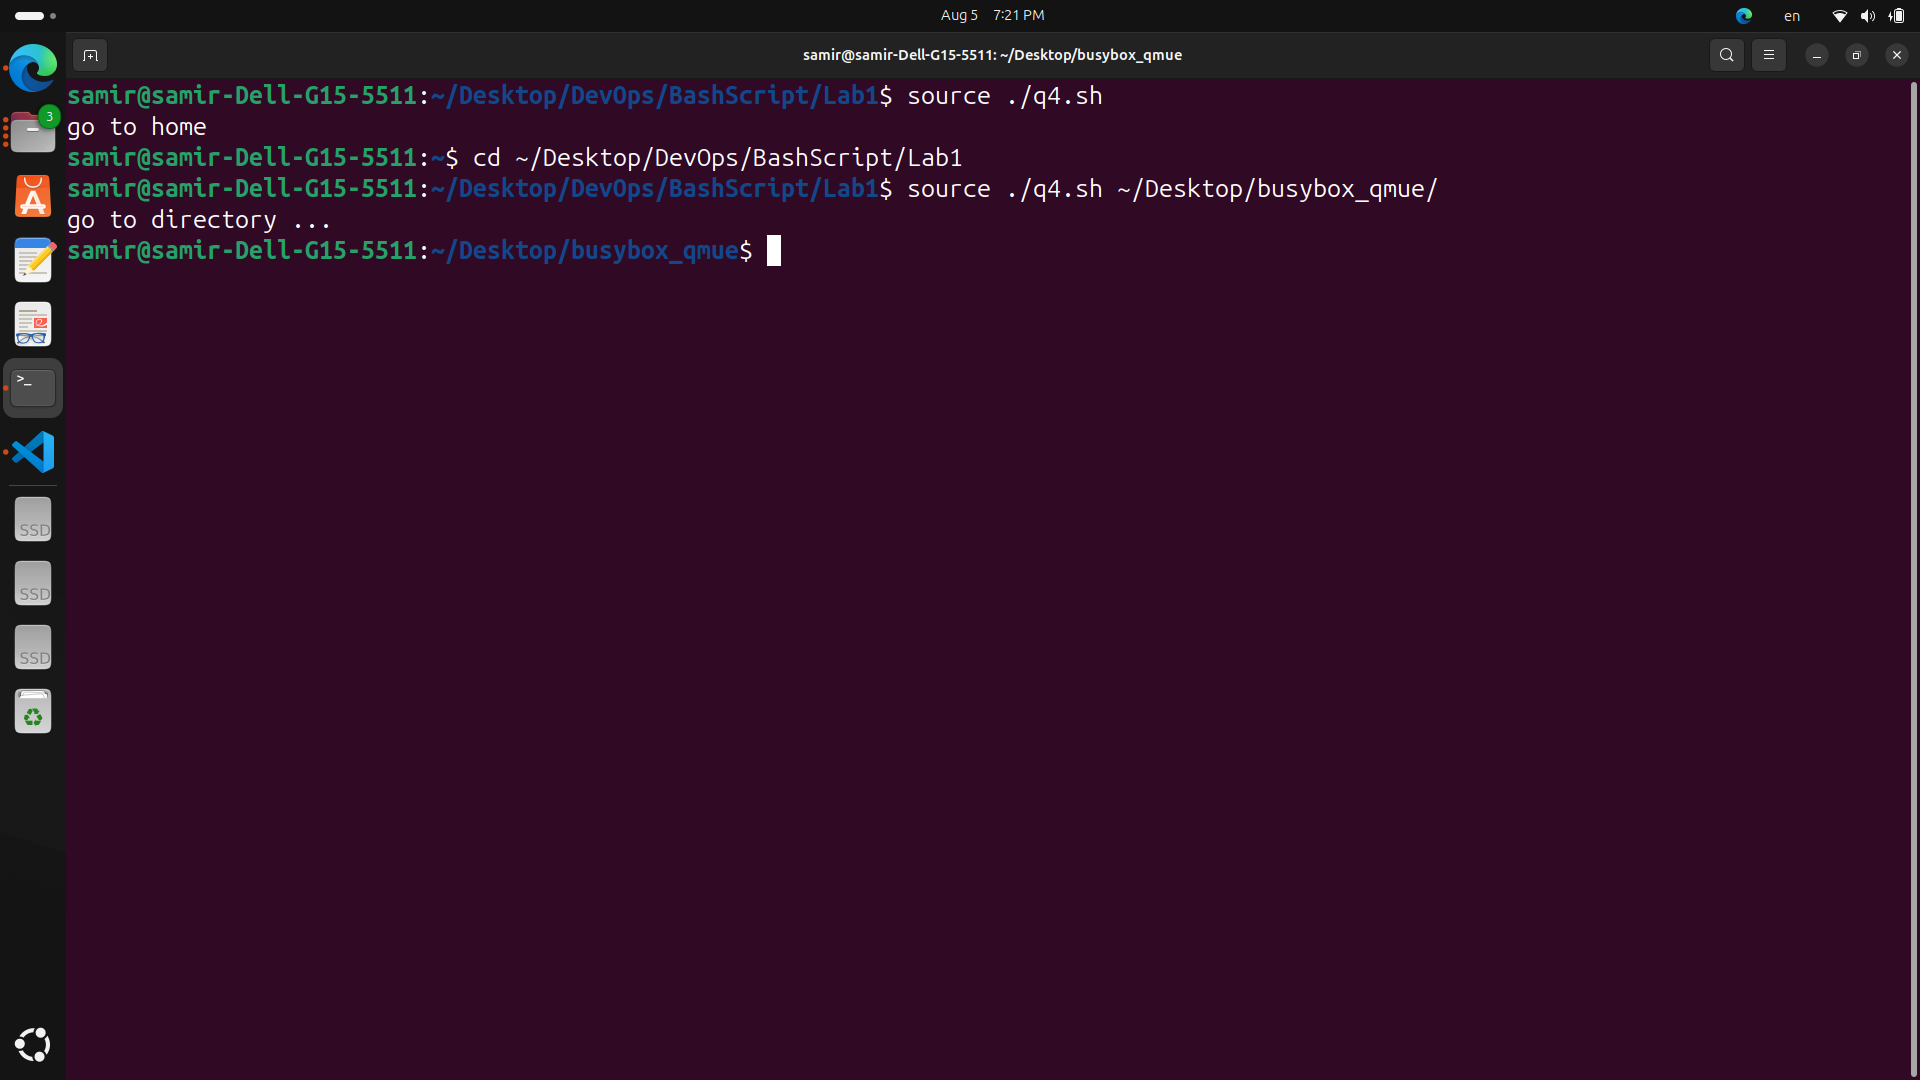 Aug 5 7:21 PM
en
samir@samir-Dell-G15-5511: ~/Desktop/busybox_qmue
samir@samir-Dell-G15-5511:~/Desktop/DevOps/BashScript/Lab1$ source ./q4.sh
go to home
samir@samir-Dell-G15-5511:~$ cd ~/Desktop/DevOps/BashScript/Lab1
samir@samir-Dell-G15-5511:~/Desktop/DevOps/BashScript/Lab1$ source ./q4.sh ~/Desktop/busybox_qmue/
go to directory ...
samir@samir-Dell-G15-5511:~/Desktop/busybox_qmue$
3
>_
SSD
SSD
SSD